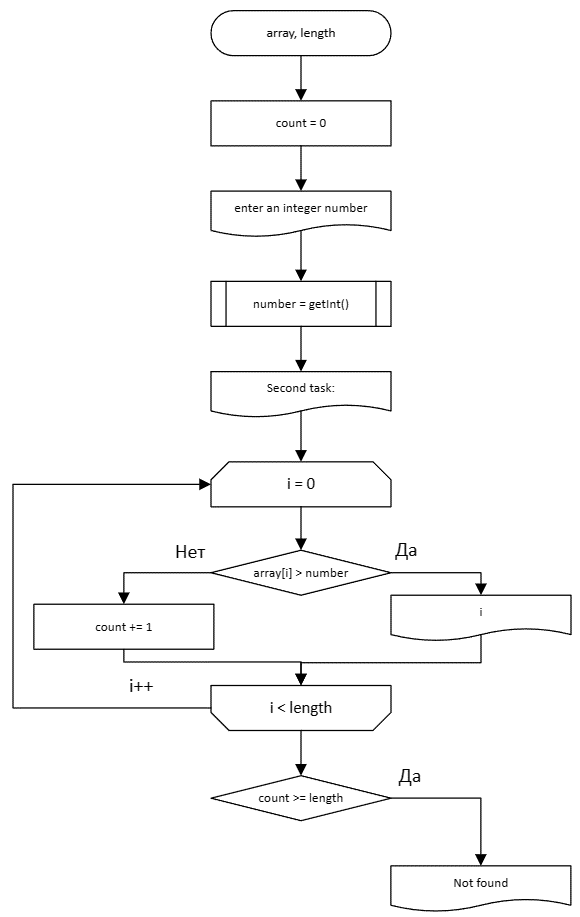 array, length
count = 0
enter an integer number
number = getInt()
Second task:
i = 0
Нет
Да
array[i] > number
count += 1
i
i++
i < length
Да
count >= length
Not found